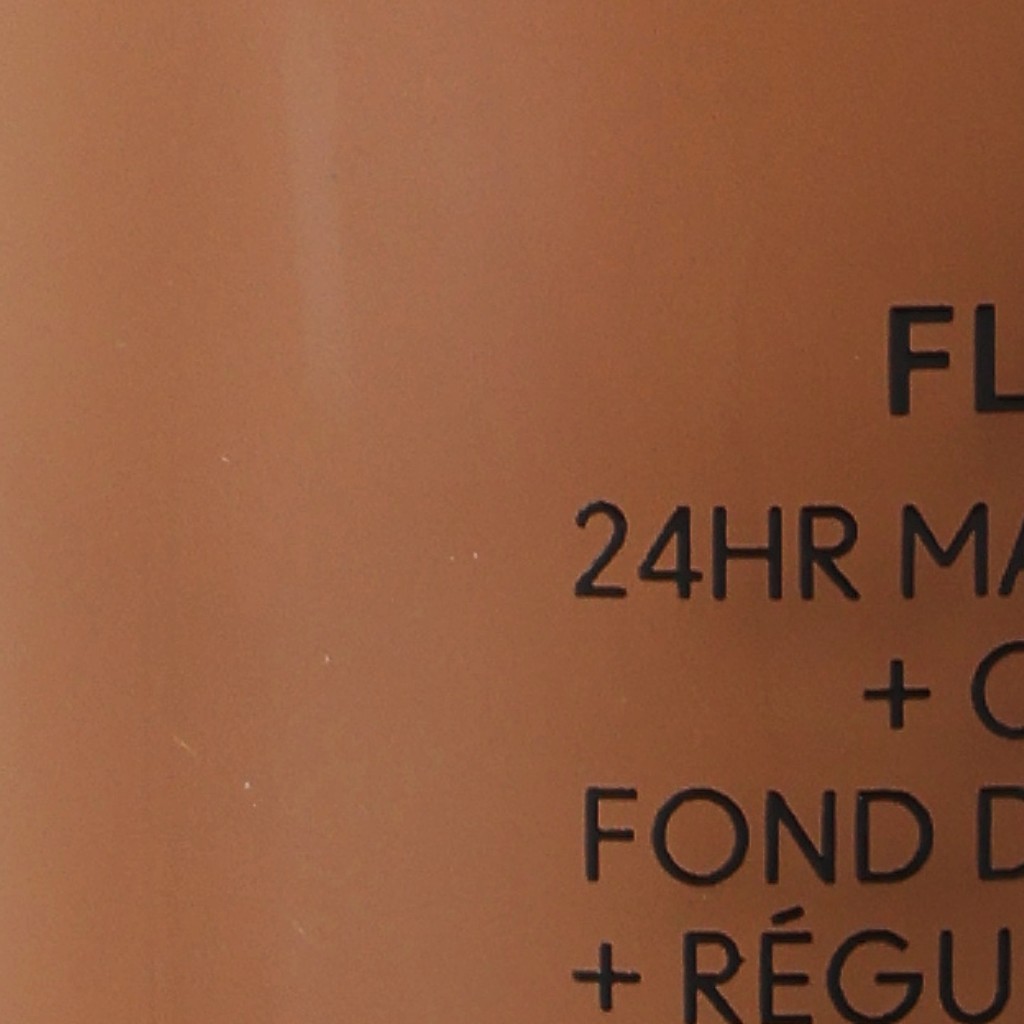 FL
24HR MA
+ C
FOND D
+ RÉGU